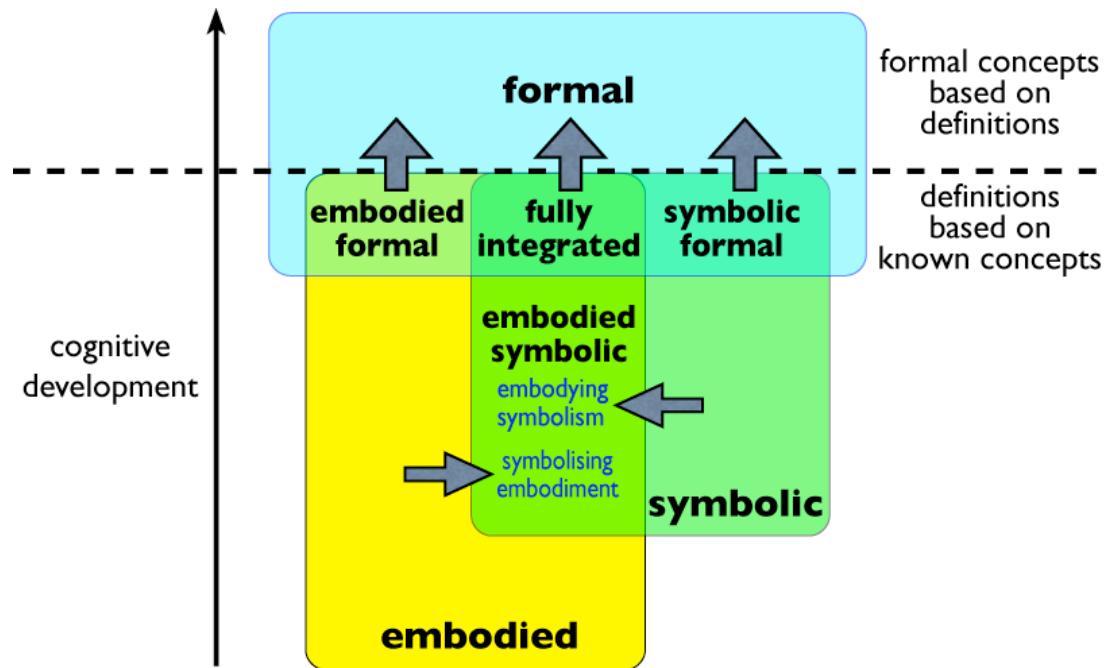 formal
formal concepts
based on
definitions
definitions
based on
known concepts
embodied
formal
fully
integrated
symbolic
formal
embodied
symbolic
embodying
symbolism
symbolising
embodiment
cognitive
development
symbolic
embodied